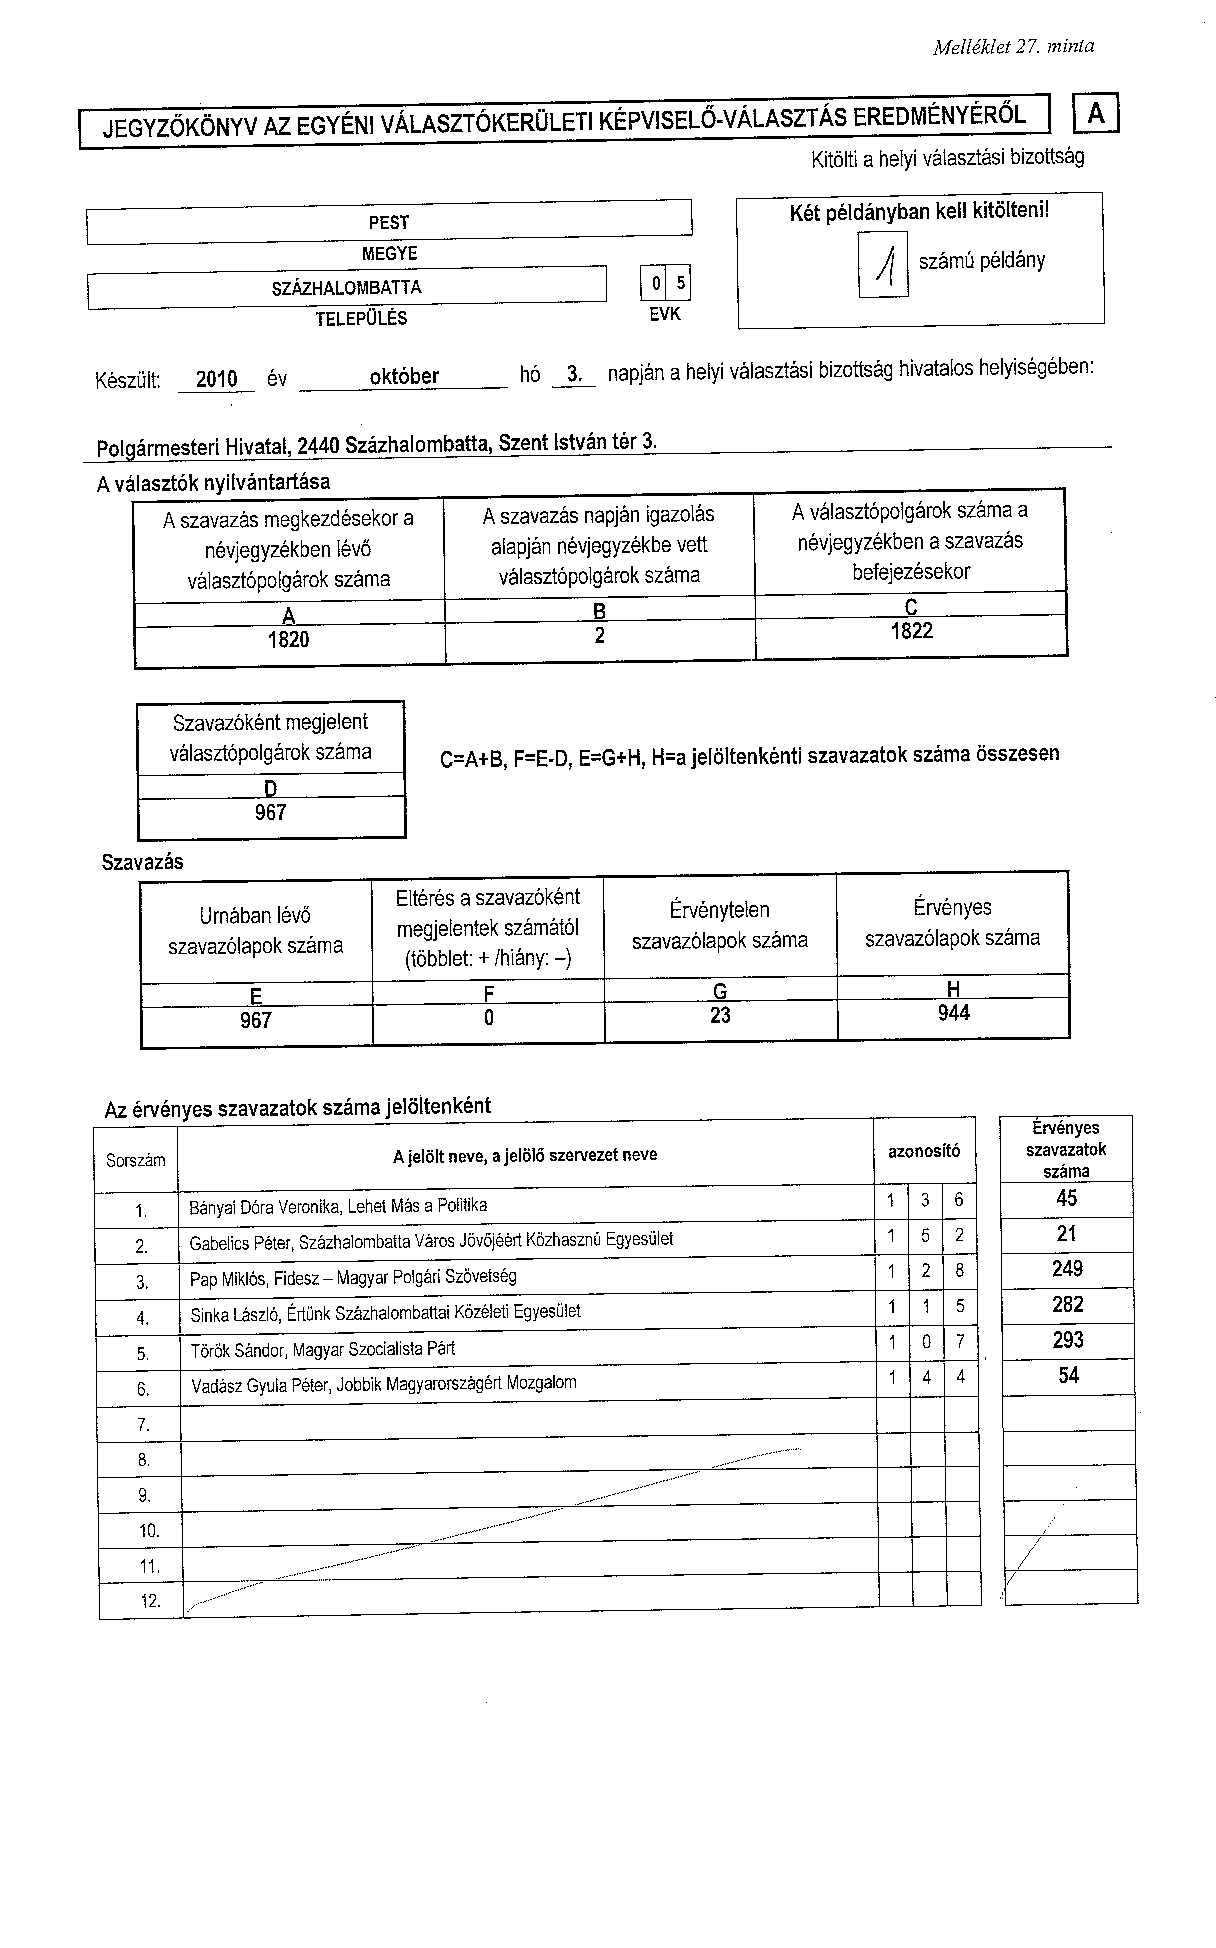 Melléklet 27. minta
JEGYZŐKÖNYV AZ EGYÉNI VÁLASZTÓKERÜLETI KÉPVISELŐ-VÁLASZTÁS EREDMÉNYÉRŐL A
Kitölti a helyi választási bizottság
PEST
MEGYE
SZÁZHALOMBATTA 0 5
TELEPÜLÉS EVK
Két példányban kell kitölteni!
1 számú példány
Készült: 2010 év október hó 3. napján a helyi választási bizottság hivatalos helyiségében:
Polgármesteri Hivatal, 2440 Százhalombatta, Szent István tér 3.
A választók nyilvántartása
A szavazás megkezdésekor a
névjegyzékben lévő
választópolgárok száma
A szavazás napján igazolás
alapján névjegyzékbe vett
választópolgárok száma
A választópolgárok száma a
névjegyzékben a szavazás
befejezésekor
A B C
1820 2 1822
Szavazóként megjelent
választópolgárok száma
D
967
C=A+B, F=E-D, E=G+H, H=a jelöltenkénti szavazatok száma összesen
Szavazás
Urnában lévő
szavazólapok száma
Eltérés a szavazóként
megjelentek számától
(többlet: + /hiány: –)
Érvénytelen
szavazólapok száma
Érvényes
szavazólapok száma
E F G H
967 0 23 944
Az érvényes szavazatok száma jelöltenként
Sorszám A jelölt neve, a jelölő szervezet neve azonosító
Érvényes
szavazatok
száma
1. Bányai Dóra Veronika, Lehet Más a Politika 1 3 6 45
2. Gabelics Péter, Százhalombatta Város Jövőjéért Közhasznú Egyesület 1 5 2 21
3. Pap Miklós, Fidesz – Magyar Polgári Szövetség 1 2 8 249
4. Sinka László, Értünk Százhalombattai Közéleti Egyesület 1 1 5 282
5. Török Sándor, Magyar Szocialista Párt 1 0 7 293
6. Vadász Gyula Péter, Jobbik Magyarországért Mozgalom 1 4 4 54
7.
8.
9.
10.
11.
12.